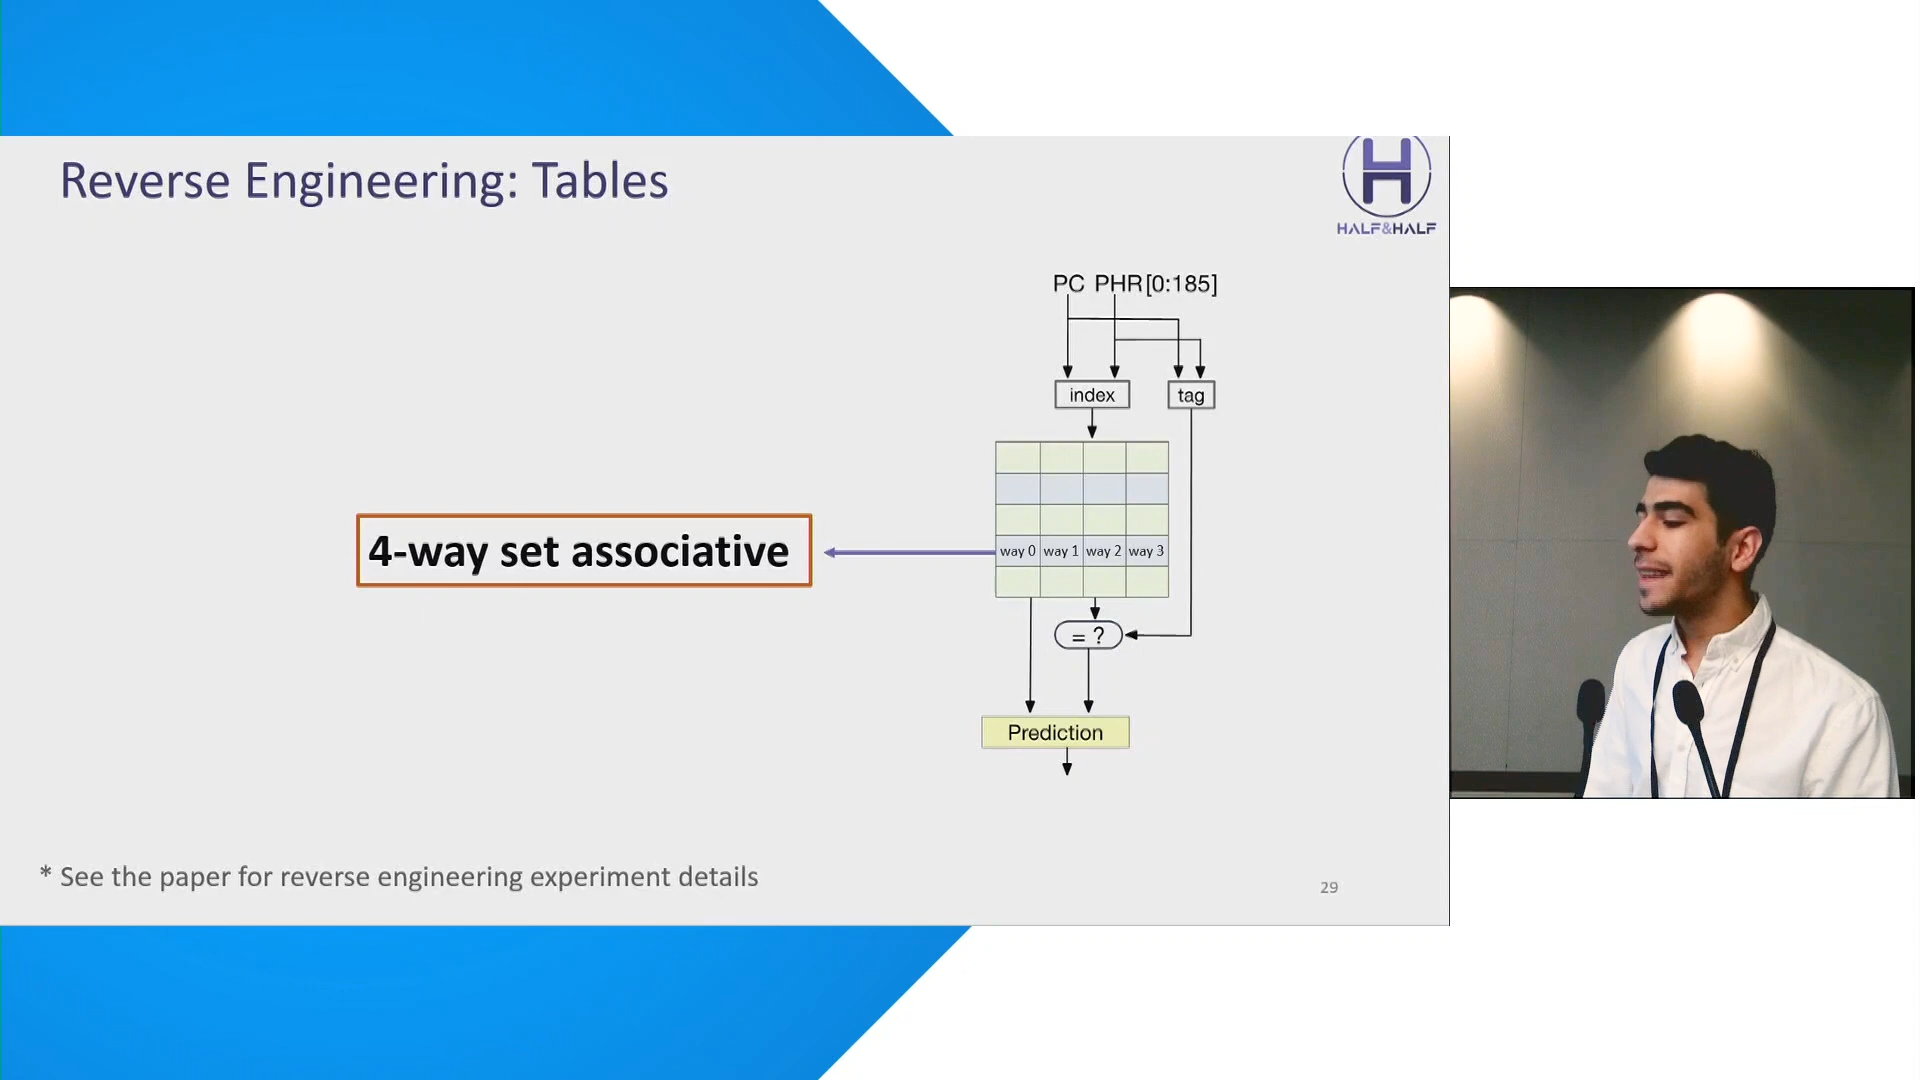 Reverse Engineering: Tables
HALF&HALF
PC PHR[0:185]
index
tag
4-way set associative
way 0 way 1 way 2 way 3
= ?
Prediction
* See the paper for reverse engineering experiment details
29